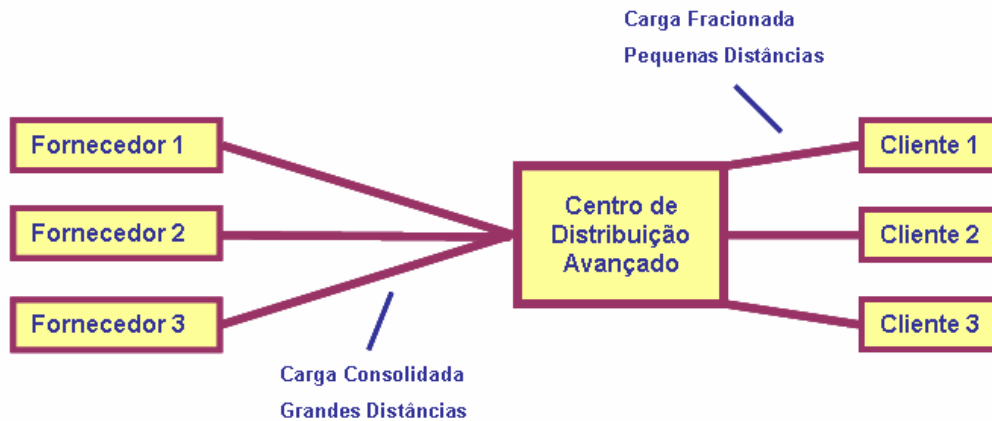 Carga Fracionada
Pequenas Distâncias
Fornecedor 1
Fornecedor 2
Fornecedor 3
Centro de
Distribuição
Avançado
Cliente 1
Cliente 2
Cliente 3
Carga Consolidada
Grandes Distâncias